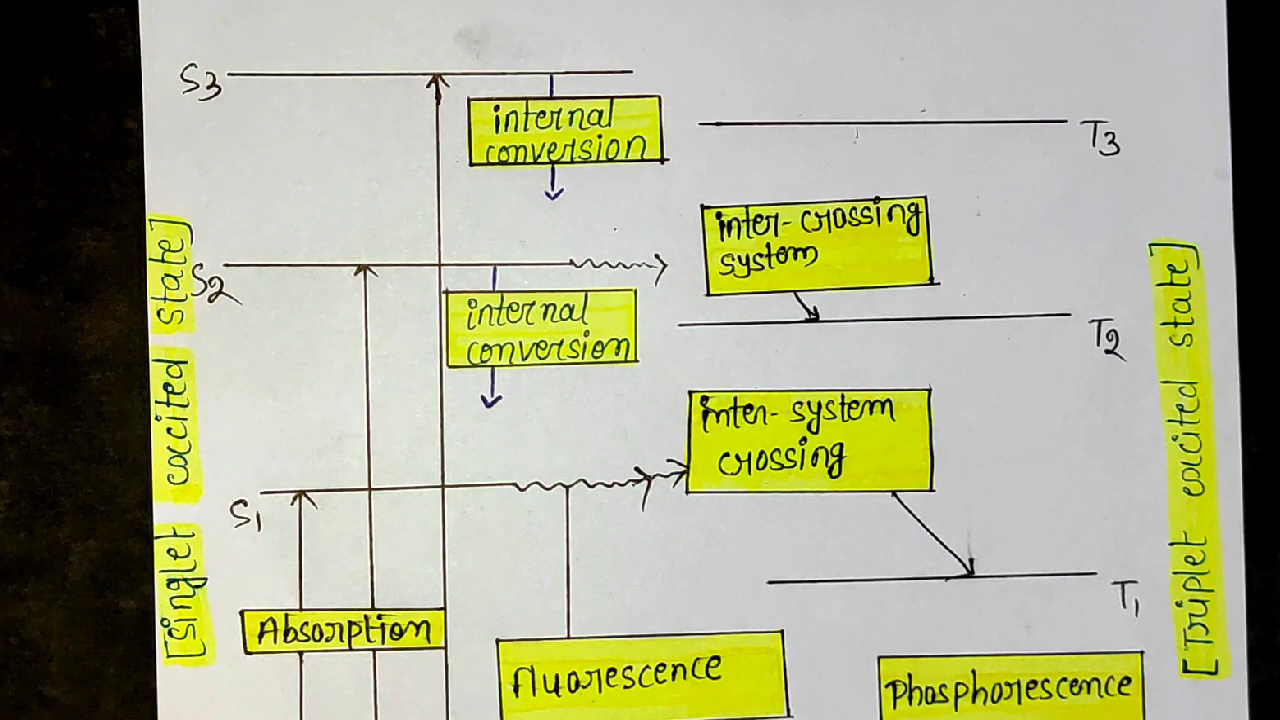 S3
internal
conversion
T3
inter-crossing
system
S2
internal
conversion
T2
inter-system
crossing
S1
T1
Absorption
fluorescence
Phosphorescence
[singlet excited state]
[Triplet excited state]